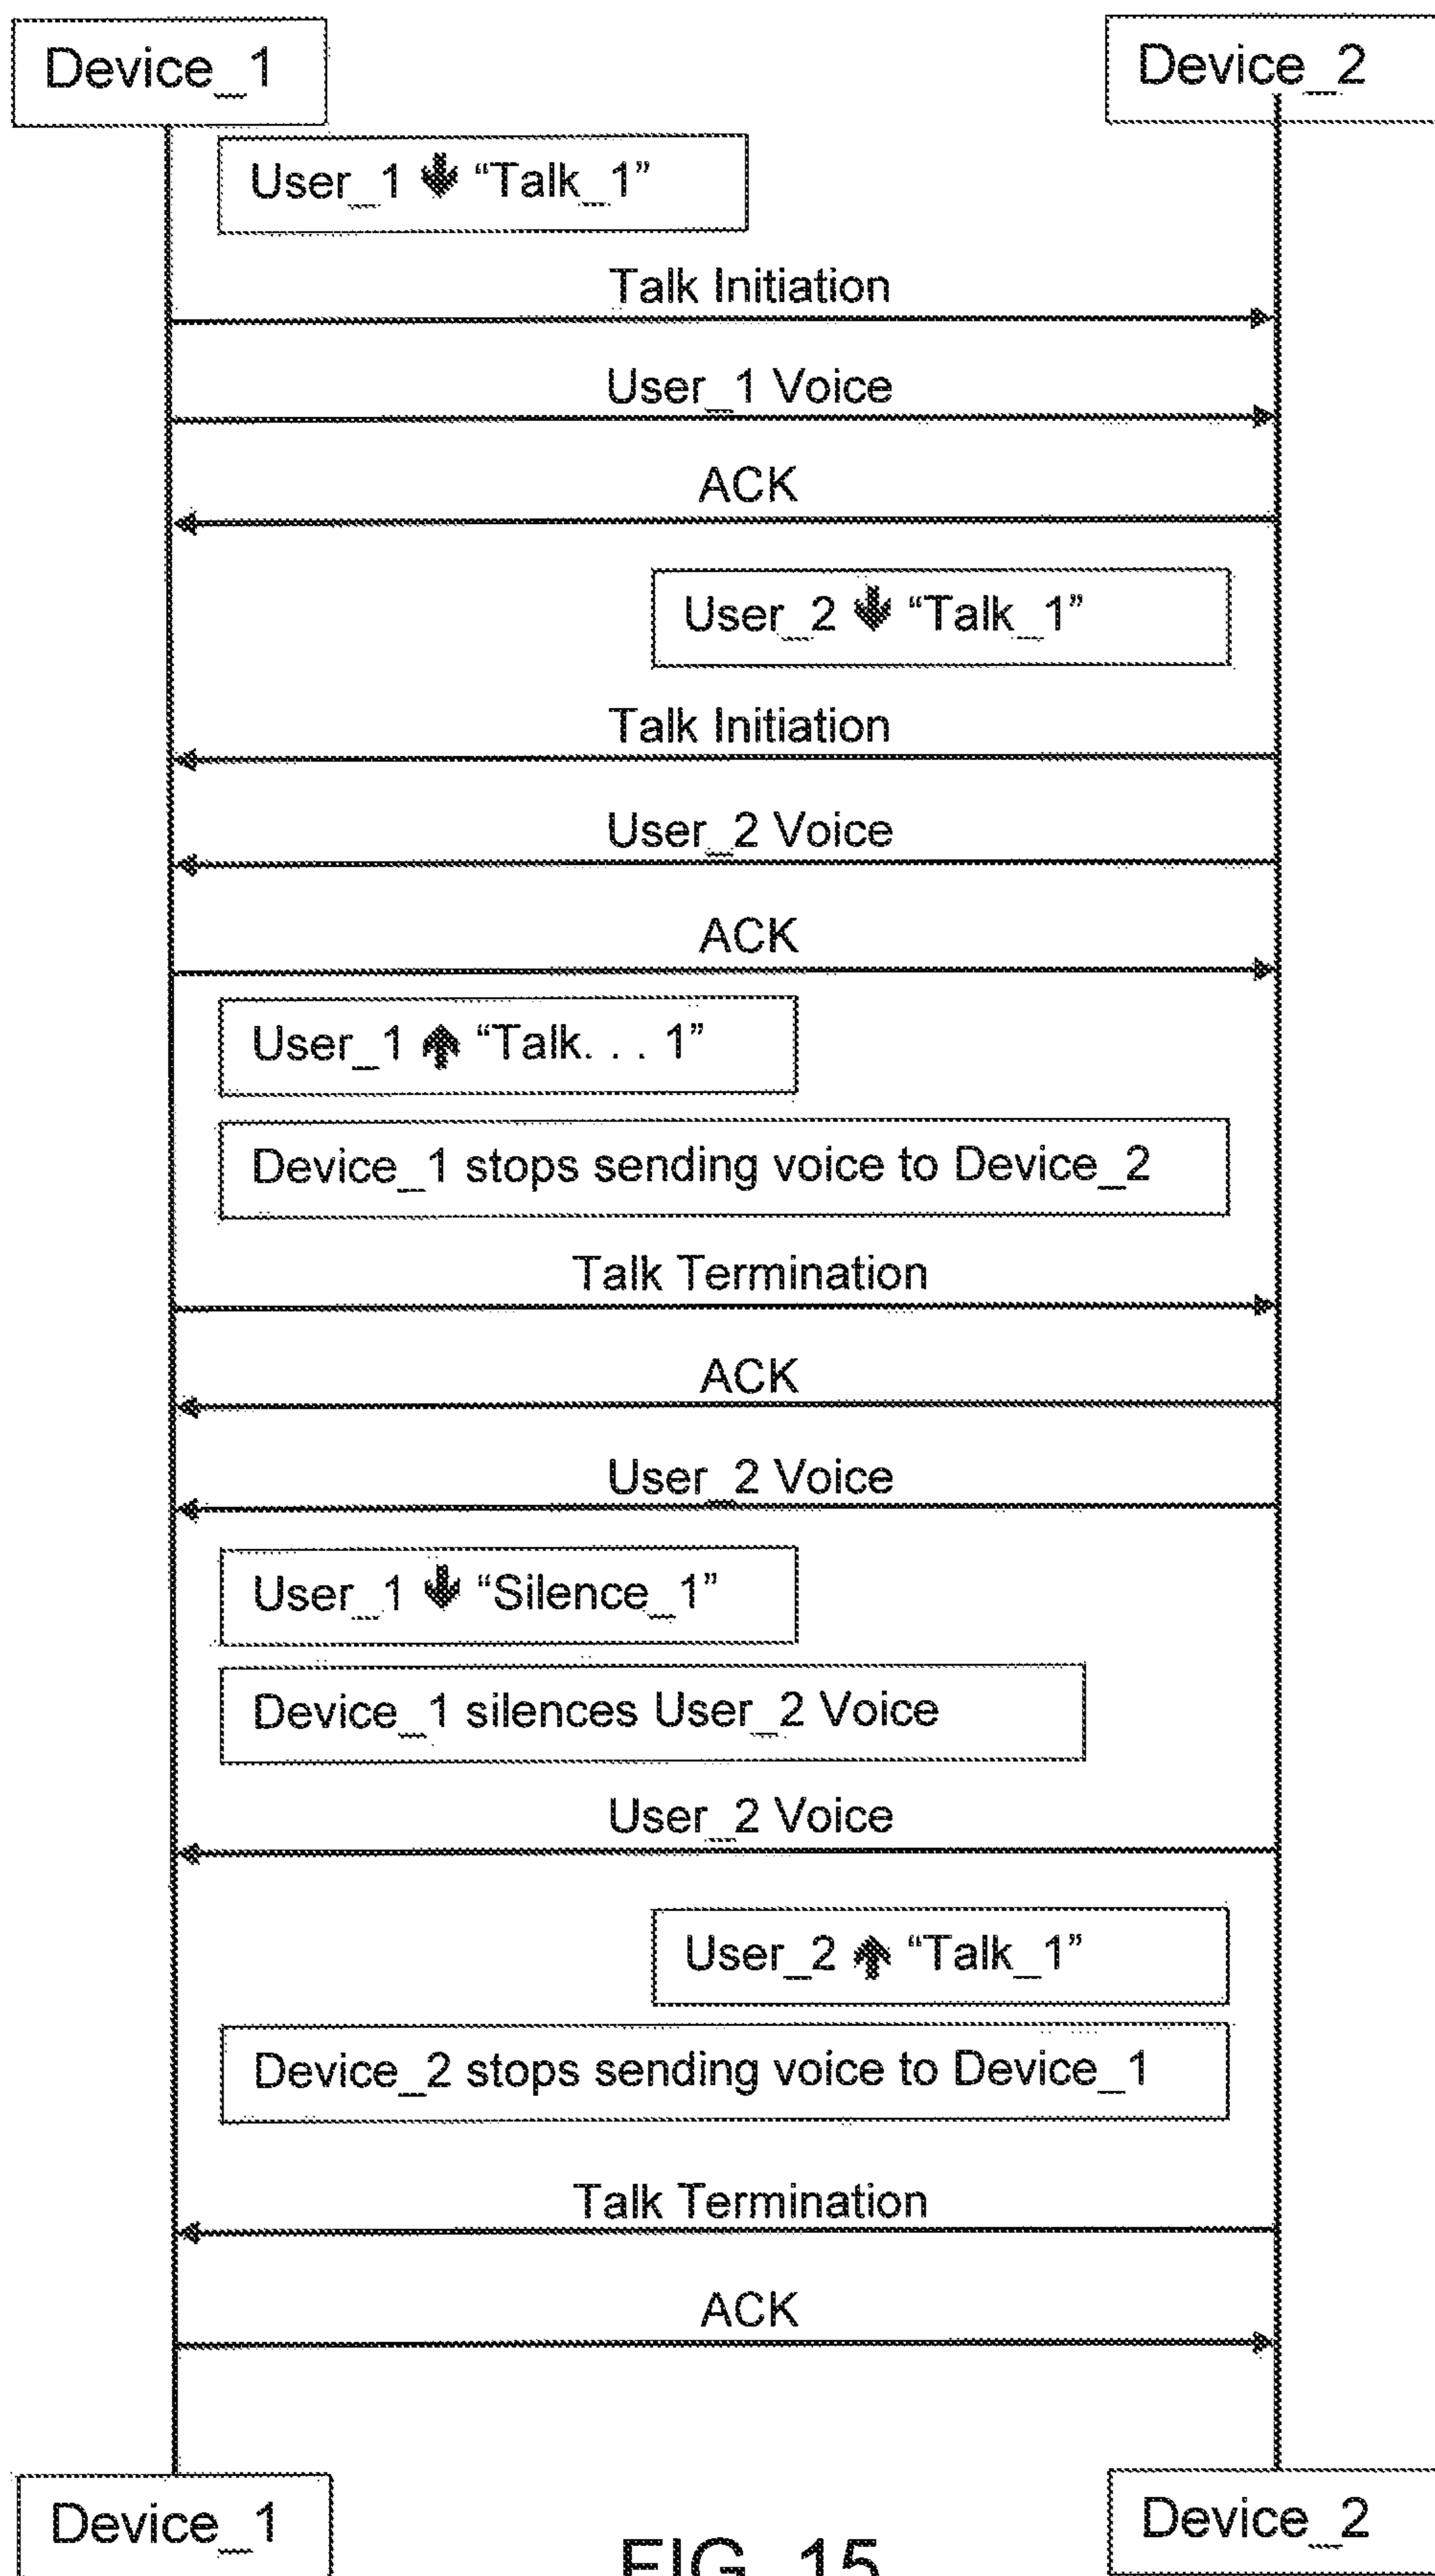 Device_1
Device_2
User_1 🡇 “Talk_1”
Talk Initiation
User_1 Voice
ACK
User_2 🡇 “Talk_1”
Talk Initiation
User_2 Voice
ACK
User_1 🡅 “Talk. . . 1”
Device_1 stops sending voice to Device_2
Talk Termination
ACK
User_2 Voice
User_1 🡇 “Silence_1”
Device_1 silences User_2 Voice
User_2 Voice
User_2 🡅 “Talk_1”
Device_2 stops sending voice to Device_1
Talk Termination
ACK
Device_1
Device_2
FIG. 15